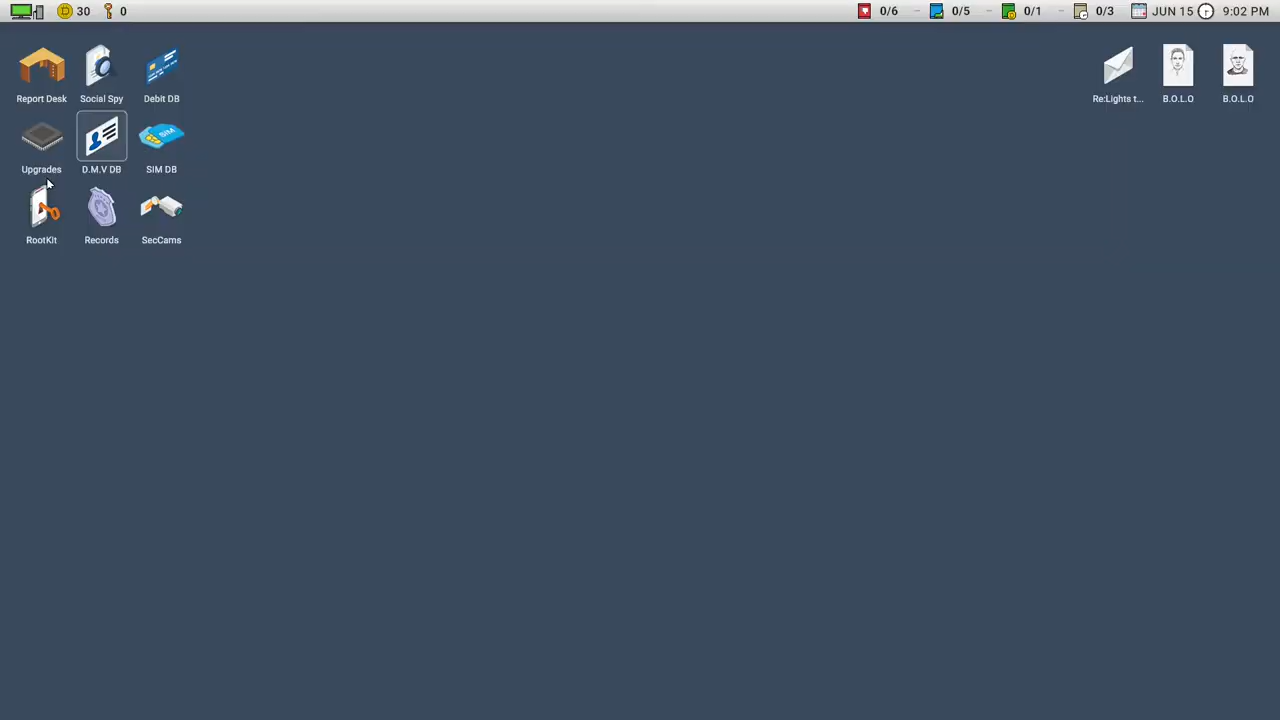 30 0 0/6 0/5 0/1 0/3 JUN 15 9:02 PM
Report Desk Social Spy Debit DB Re:Lights t... B.O.L.O B.O.L.O
SIM
Upgrades D.M.V DB SIM DB
RootKit Records SecCams